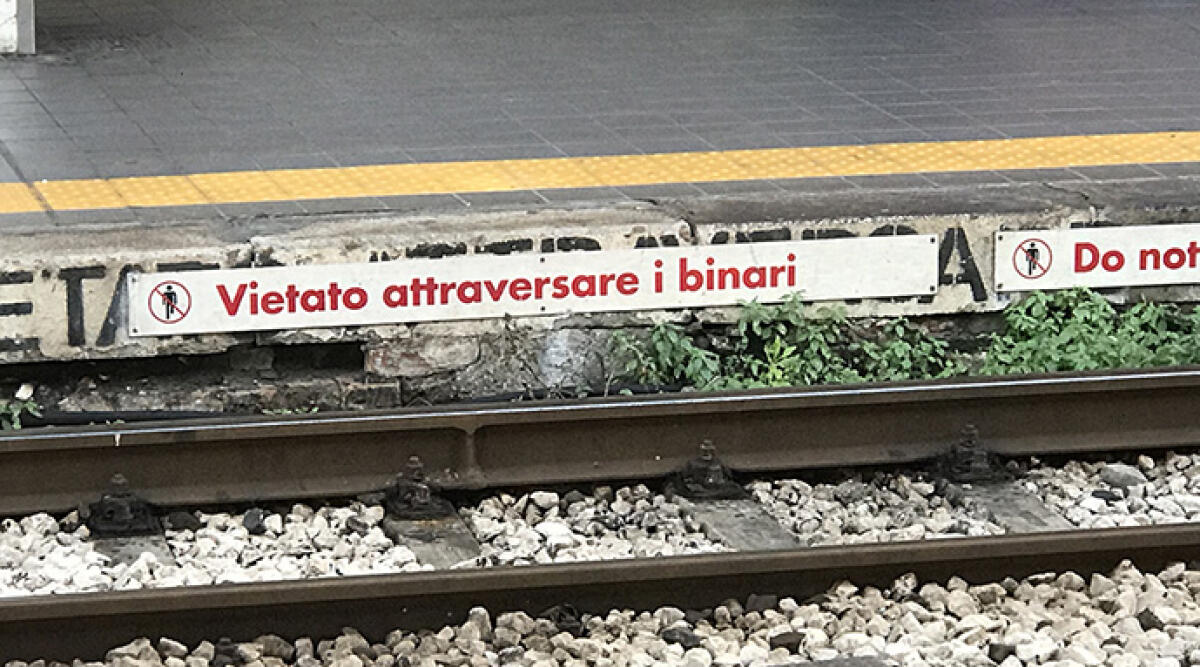 Vietato attraversare i binari
Do not